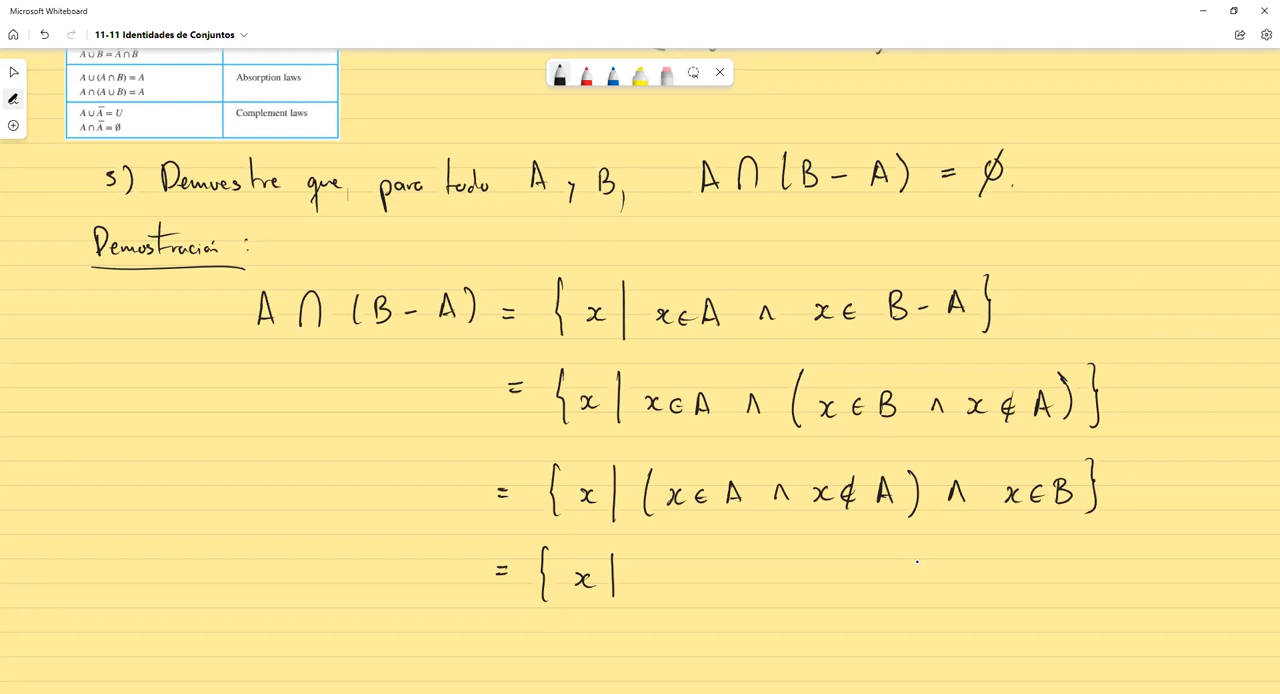 Microsoft Whiteboard
11-11 Identidades de Conjuntos
A∪(A∩B)=A Absorption laws
A∩(A∪B)=A
A∪A̅=U Complement laws
A∩A̅=∅
5) Demuestre que, para todo A y B, A ∩ (B - A) = ∅.
Demostración :
A ∩ (B - A) = { x | x∈A ∧ x∈ B - A }
= { x | x∈A ∧ ( x∈B ∧ x∉A ) }
= { x | ( x∈A ∧ x∉A ) ∧ x∈B }
= { x |